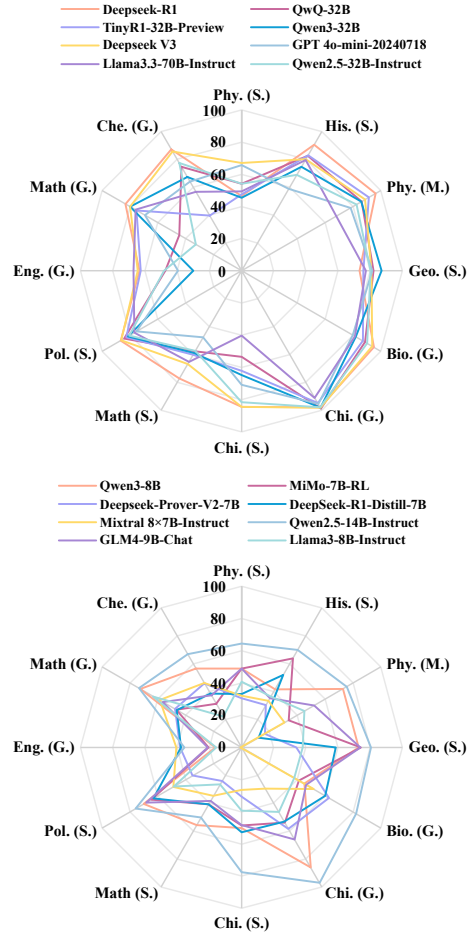 Deepseek-R1 QwQ-32B
TinyR1-32B-Preview Qwen3-32B
Deepseek V3 GPT 4o-mini-20240718
Llama3.3-70B-Instruct Qwen2.5-32B-Instruct
Phy. (S.)
100
Che. (G.) His. (S.)
80
60
Math (G.) Phy. (M.)
40
20
Eng. (G.) 0 Geo. (S.)
Pol. (S.) Bio. (G.)
Math (S.) Chi. (G.)
Chi. (S.)
Qwen3-8B MiMo-7B-RL
Deepseek-Prover-V2-7B DeepSeek-R1-Distill-7B
Mixtral 8×7B-Instruct Qwen2.5-14B-Instruct
GLM4-9B-Chat Llama3-8B-Instruct
Phy. (S.)
100
Che. (G.) His. (S.)
80
60
Math (G.) Phy. (M.)
40
20
Eng. (G.) 0 Geo. (S.)
Pol. (S.) Bio. (G.)
Math (S.) Chi. (G.)
Chi. (S.)